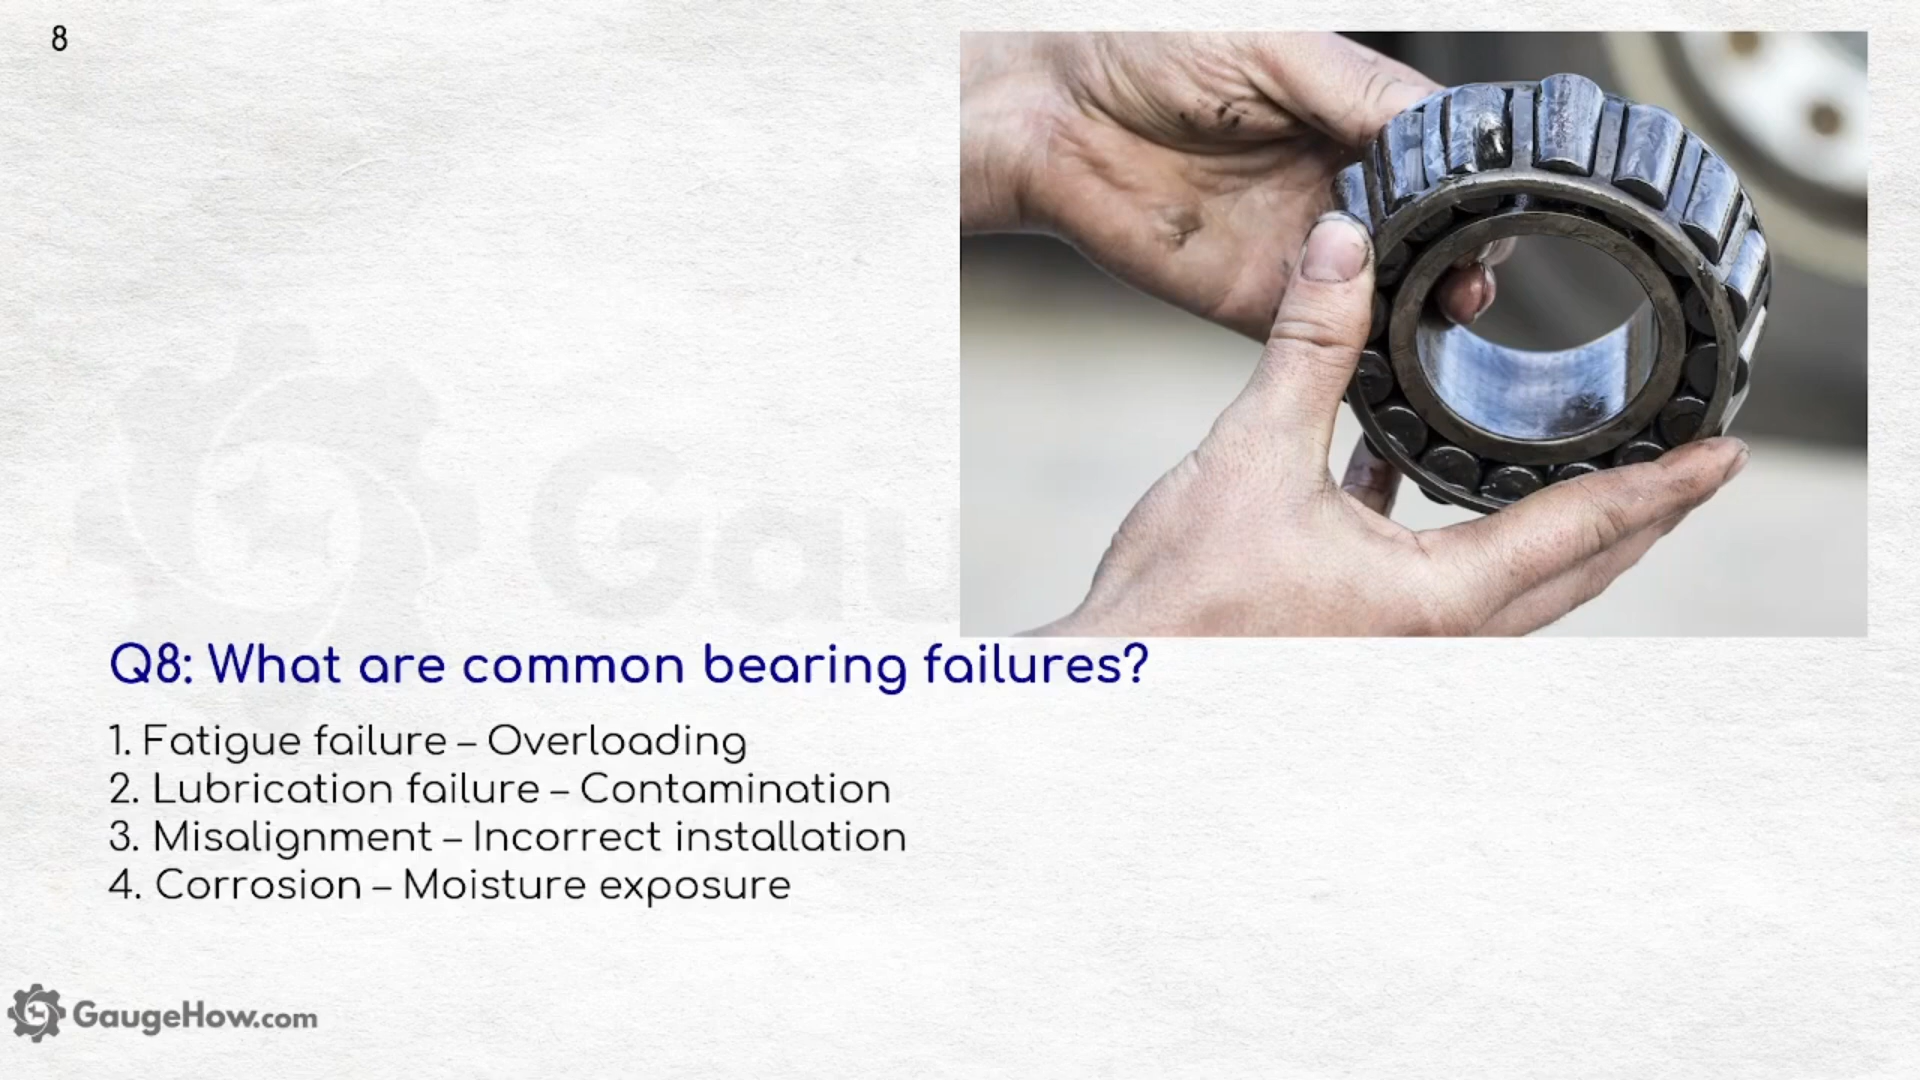 8
Q8: What are common bearing failures?
1. Fatigue failure – Overloading
2. Lubrication failure – Contamination
3. Misalignment – Incorrect installation
4. Corrosion – Moisture exposure
GaugeHow.com